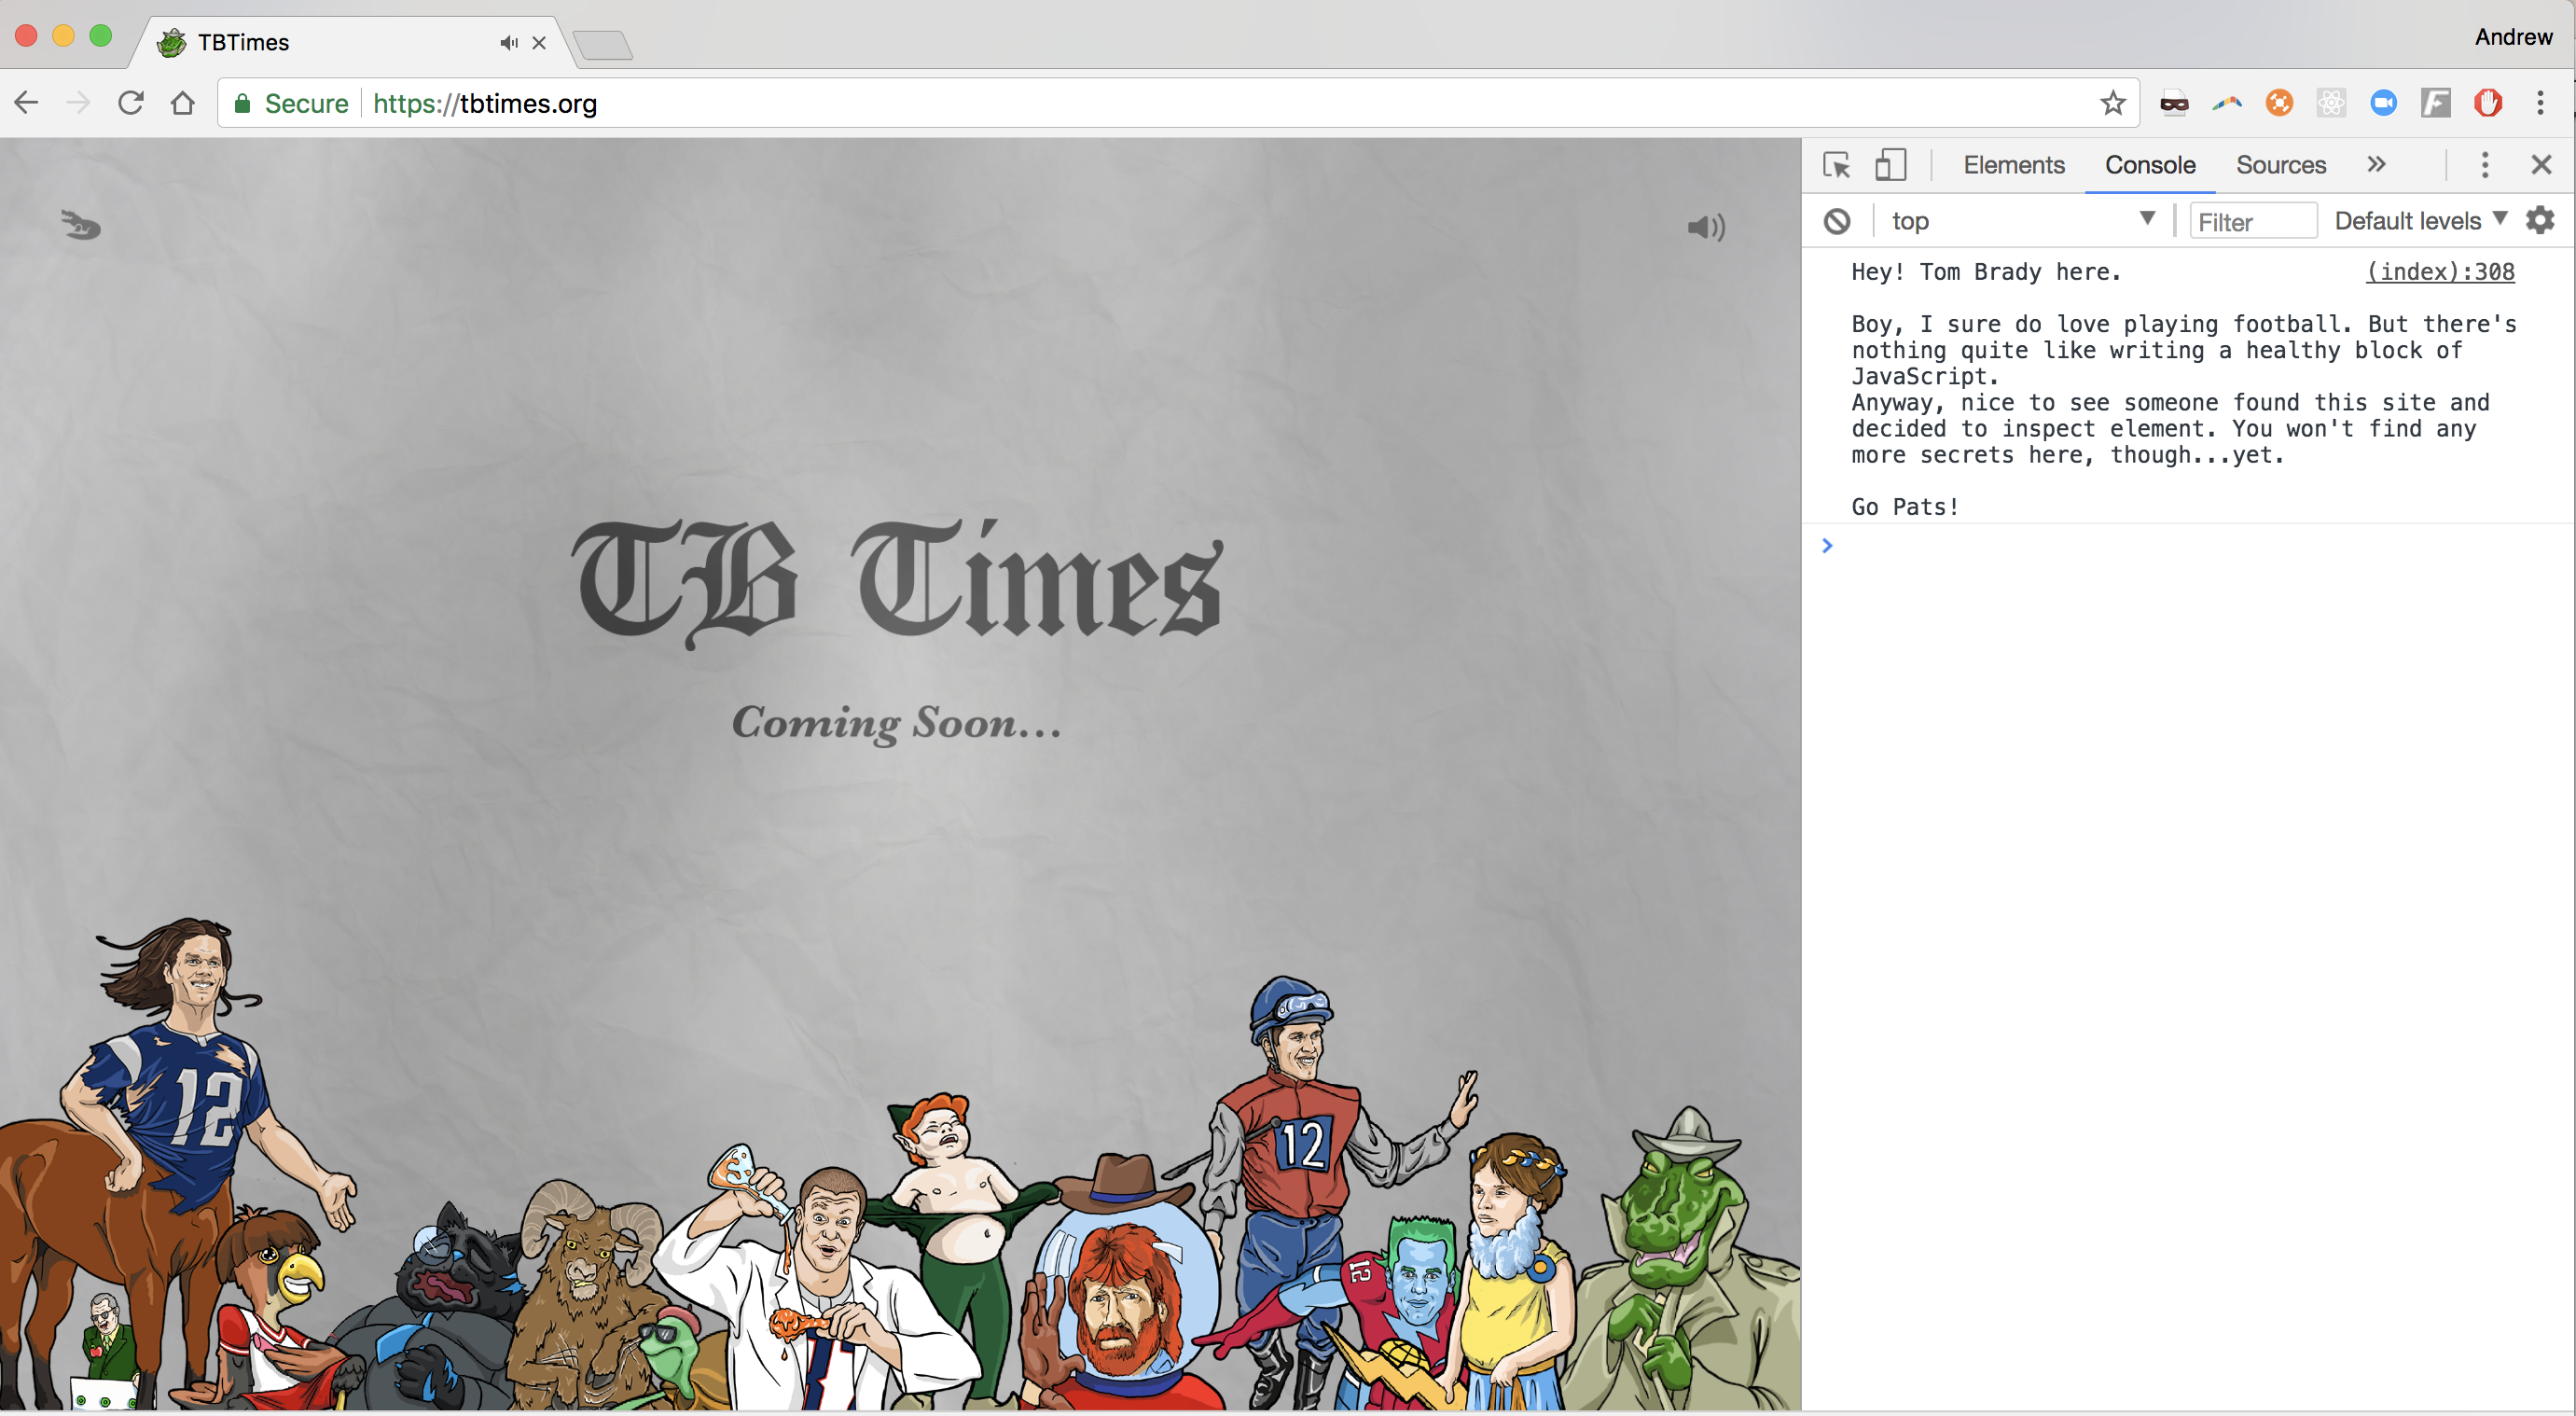 TBTimes
Andrew
Secure https://tbtimes.org
Elements Console Sources
top Filter Default levels
Hey! Tom Brady here. (index):308
Boy, I sure do love playing football. But there's
nothing quite like writing a healthy block of
JavaScript.
Anyway, nice to see someone found this site and
decided to inspect element. You won't find any
more secrets here, though...yet.
Go Pats!
TB Times
Coming Soon...
12
12
12